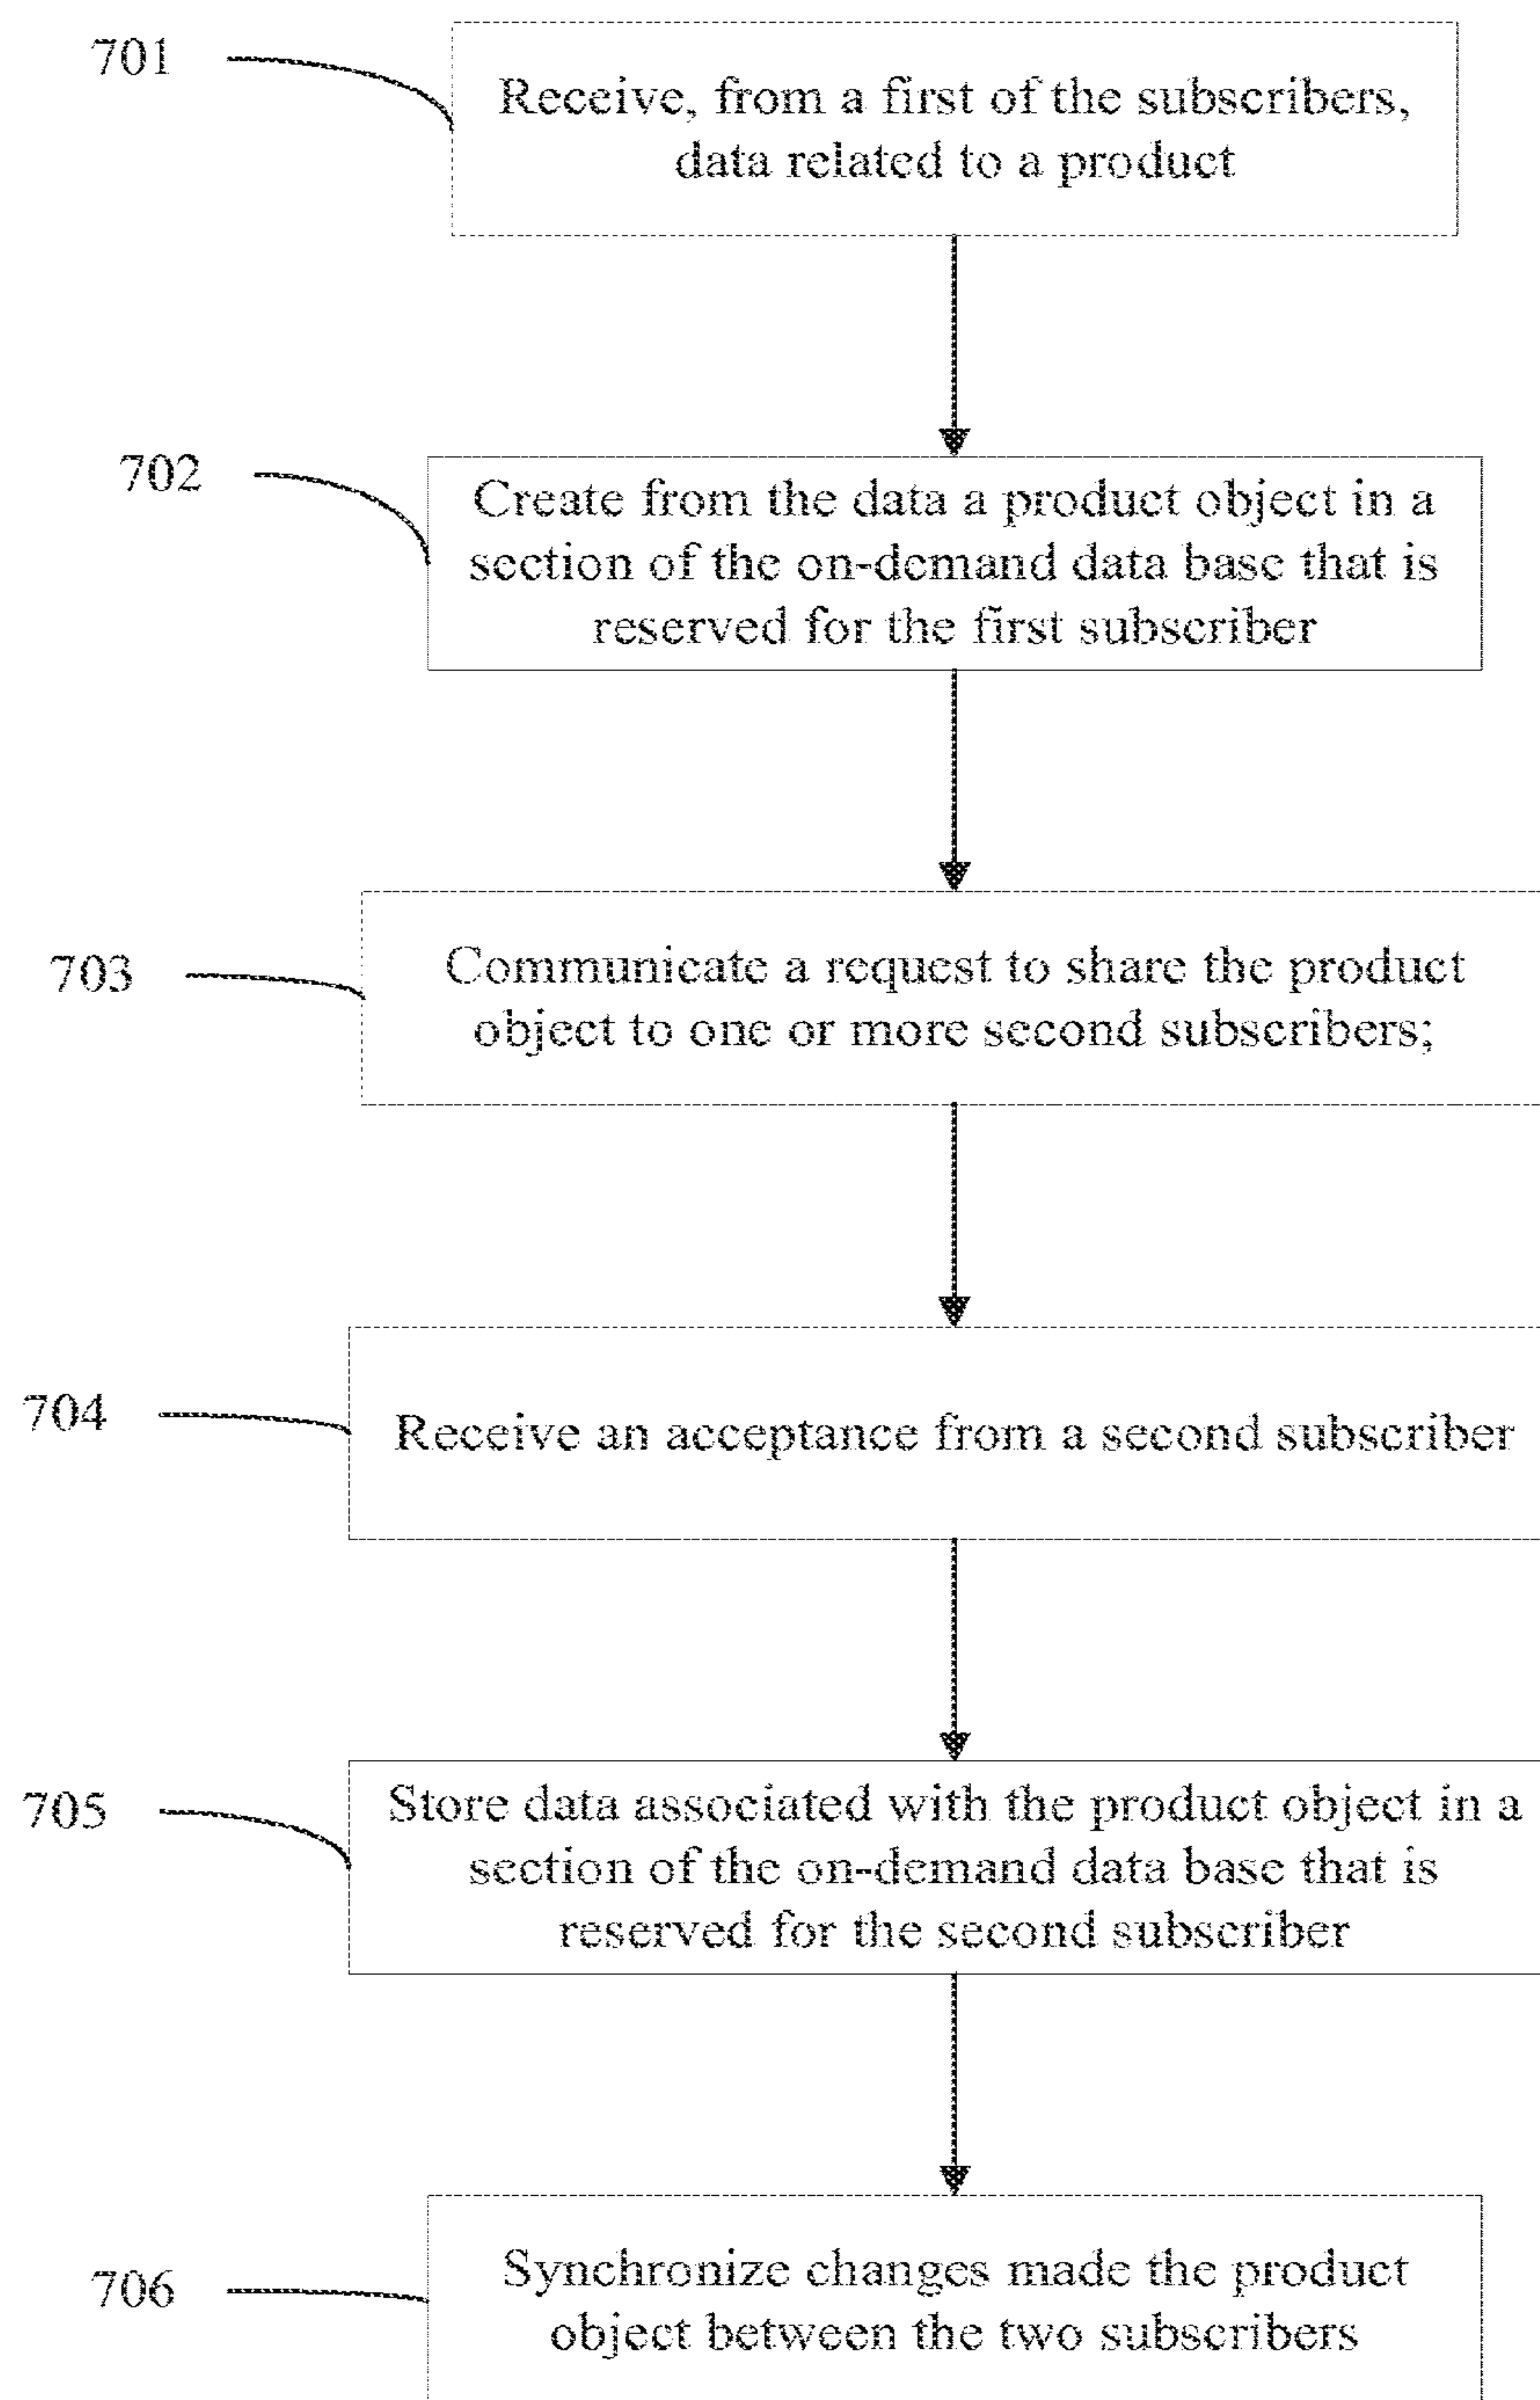 701
Receive, from a first of the subscribers,
data related to a product
702
Create from the data a product object in a
section of the on-demand data base that is
reserved for the first subscriber
703
Communicate a request to share the product
object to one or more second subscribers;
704
Receive an acceptance from a second subscriber
705
Store data associated with the product object in a
section of the on-demand data base that is
reserved for the second subscriber
706
Synchronize changes made the product
object between the two subscribers